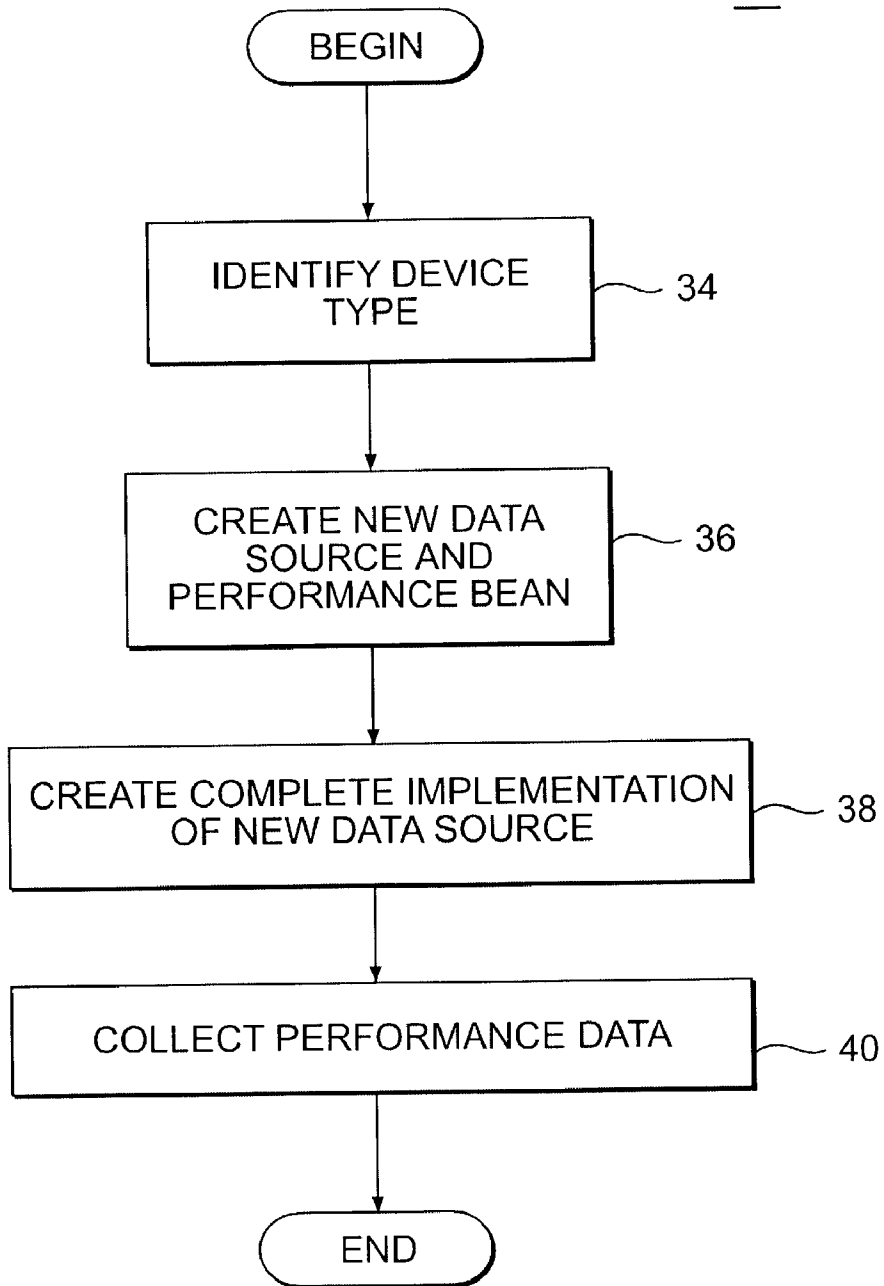 BEGIN
IDENTIFY DEVICE
TYPE
34
CREATE NEW DATA
SOURCE AND
PERFORMANCE BEAN
36
CREATE COMPLETE IMPLEMENTATION
OF NEW DATA SOURCE
38
COLLECT PERFORMANCE DATA
40
END